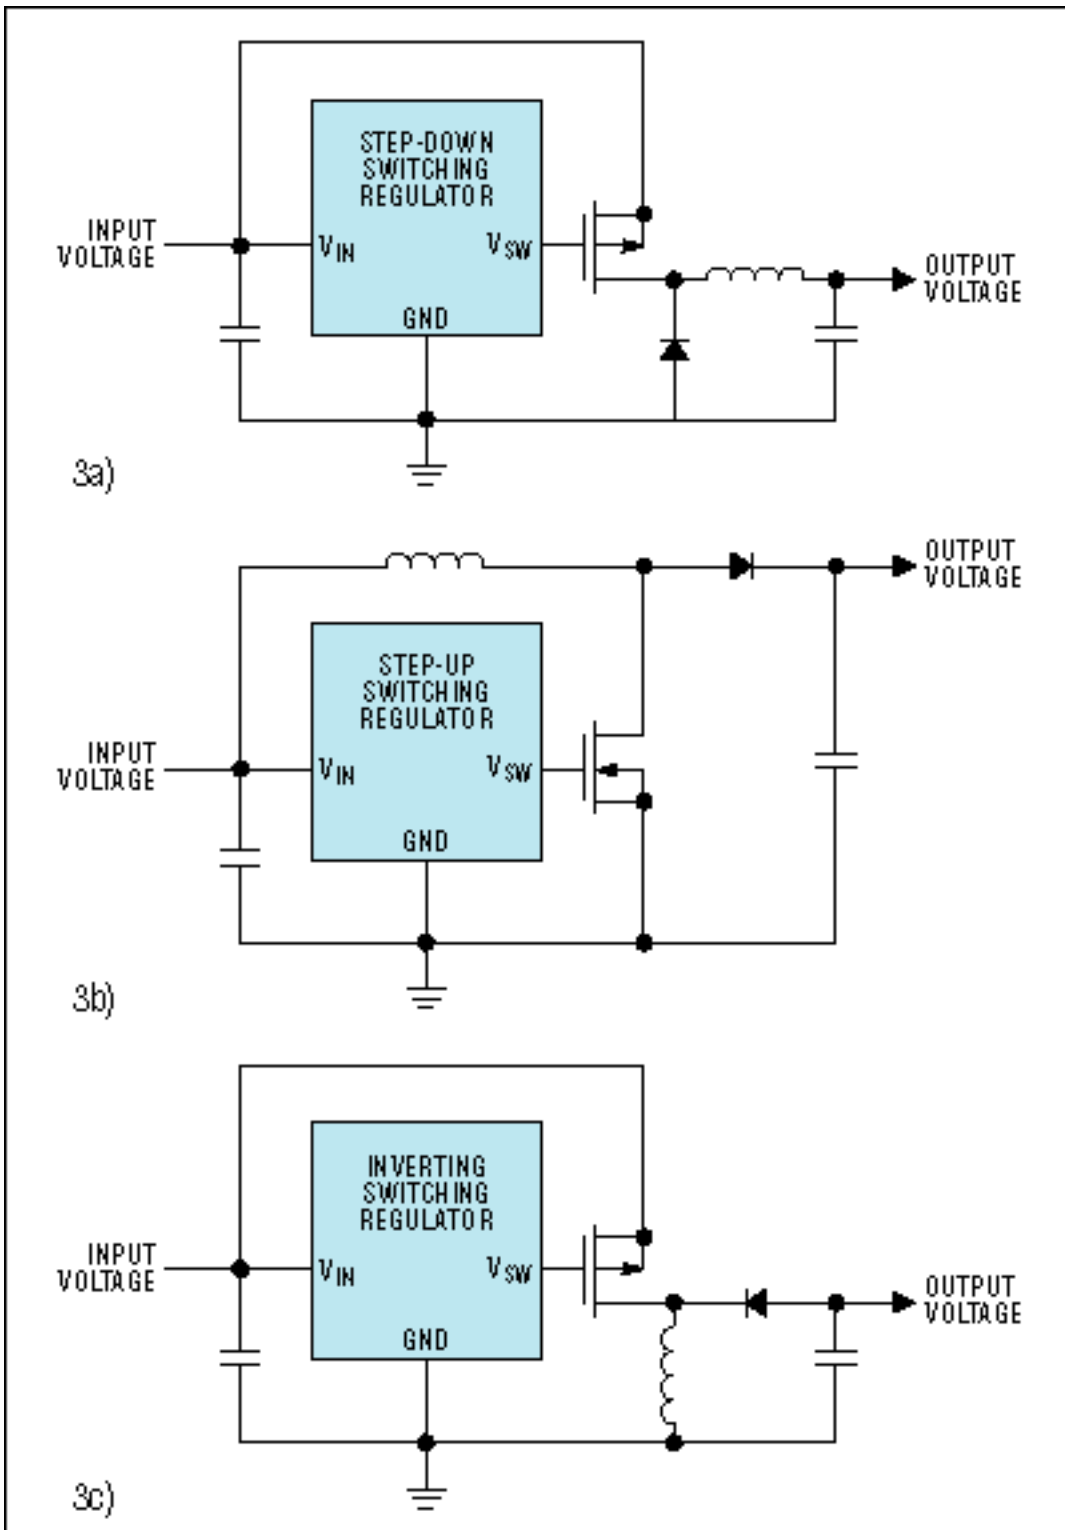 STEP-DOWN
SWITCHING
REGULATOR
INPUT
VOLTAGE
VIN
VSW
GND
OUTPUT
VOLTAGE
3a)
OUTPUT
VOLTAGE
STEP-UP
SWITCHING
REGULATOR
INPUT
VOLTAGE
VIN
VSW
GND
3b)
INVERTING
SWITCHING
REGULATOR
INPUT
VOLTAGE
VIN
VSW
GND
OUTPUT
VOLTAGE
3c)